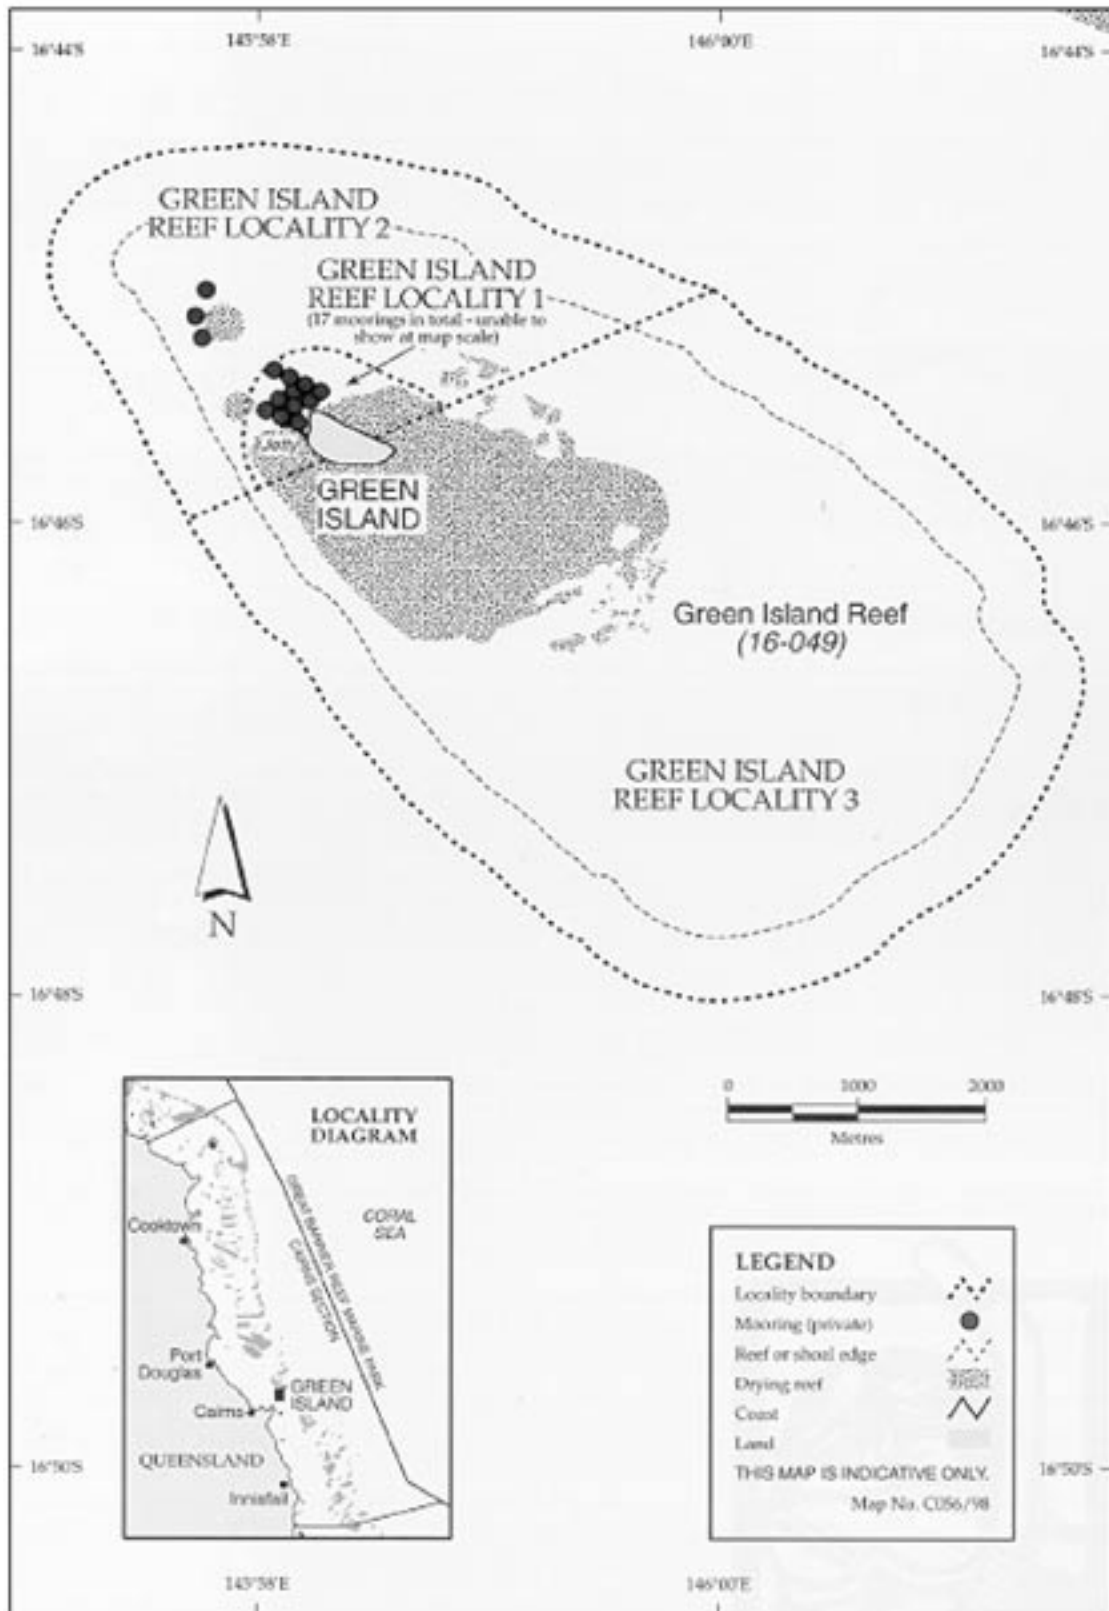 145°58'E
146°00'E
16°44'S
16°44'S
GREEN ISLAND
REEF LOCALITY 2
GREEN ISLAND
REEF LOCALITY 1
(17 moorings in total - unable to
show at map scale)
Jetty
GREEN
ISLAND
16°46'S
16°46'S
Green Island Reef
(16-049)
GREEN ISLAND
REEF LOCALITY 3
N
16°48'S
16°48'S
0 1000 2000
Metres
LOCALITY
DIAGRAM
CORAL
SEA
GREAT BARRIER REEF MARINE PARK
CAIRNS SECTION
Cooktown
Port
Douglas
GREEN
ISLAND
Cairns
QUEENSLAND
Innisfail
LEGEND
Locality boundary
Mooring (private)
Reef or shoal edge
Drying reef
Coast
Land
THIS MAP IS INDICATIVE ONLY.
Map No. C056/98
16°50'S
16°50'S
145°58'E
146°00'E